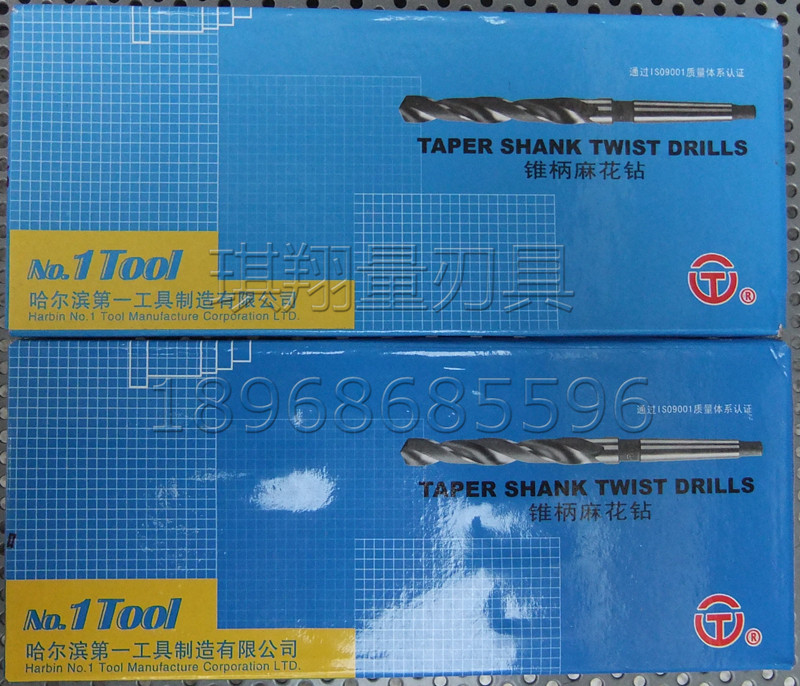 通过ISO9001质量体系认证
TAPER SHANK TWIST DRILLS
锥柄麻花钻
No.1 Tool
琪翔量刃具
哈尔滨第一工具制造有限公司
Harbin No.1 Tool Manufacture Corporation LTD.
®
18968685596
通过ISO9001质量体系认证
TAPER SHANK TWIST DRILLS
锥柄麻花钻
No.1 Tool
哈尔滨第一工具制造有限公司
Harbin No.1 Tool Manufacture Corporation LTD.
®